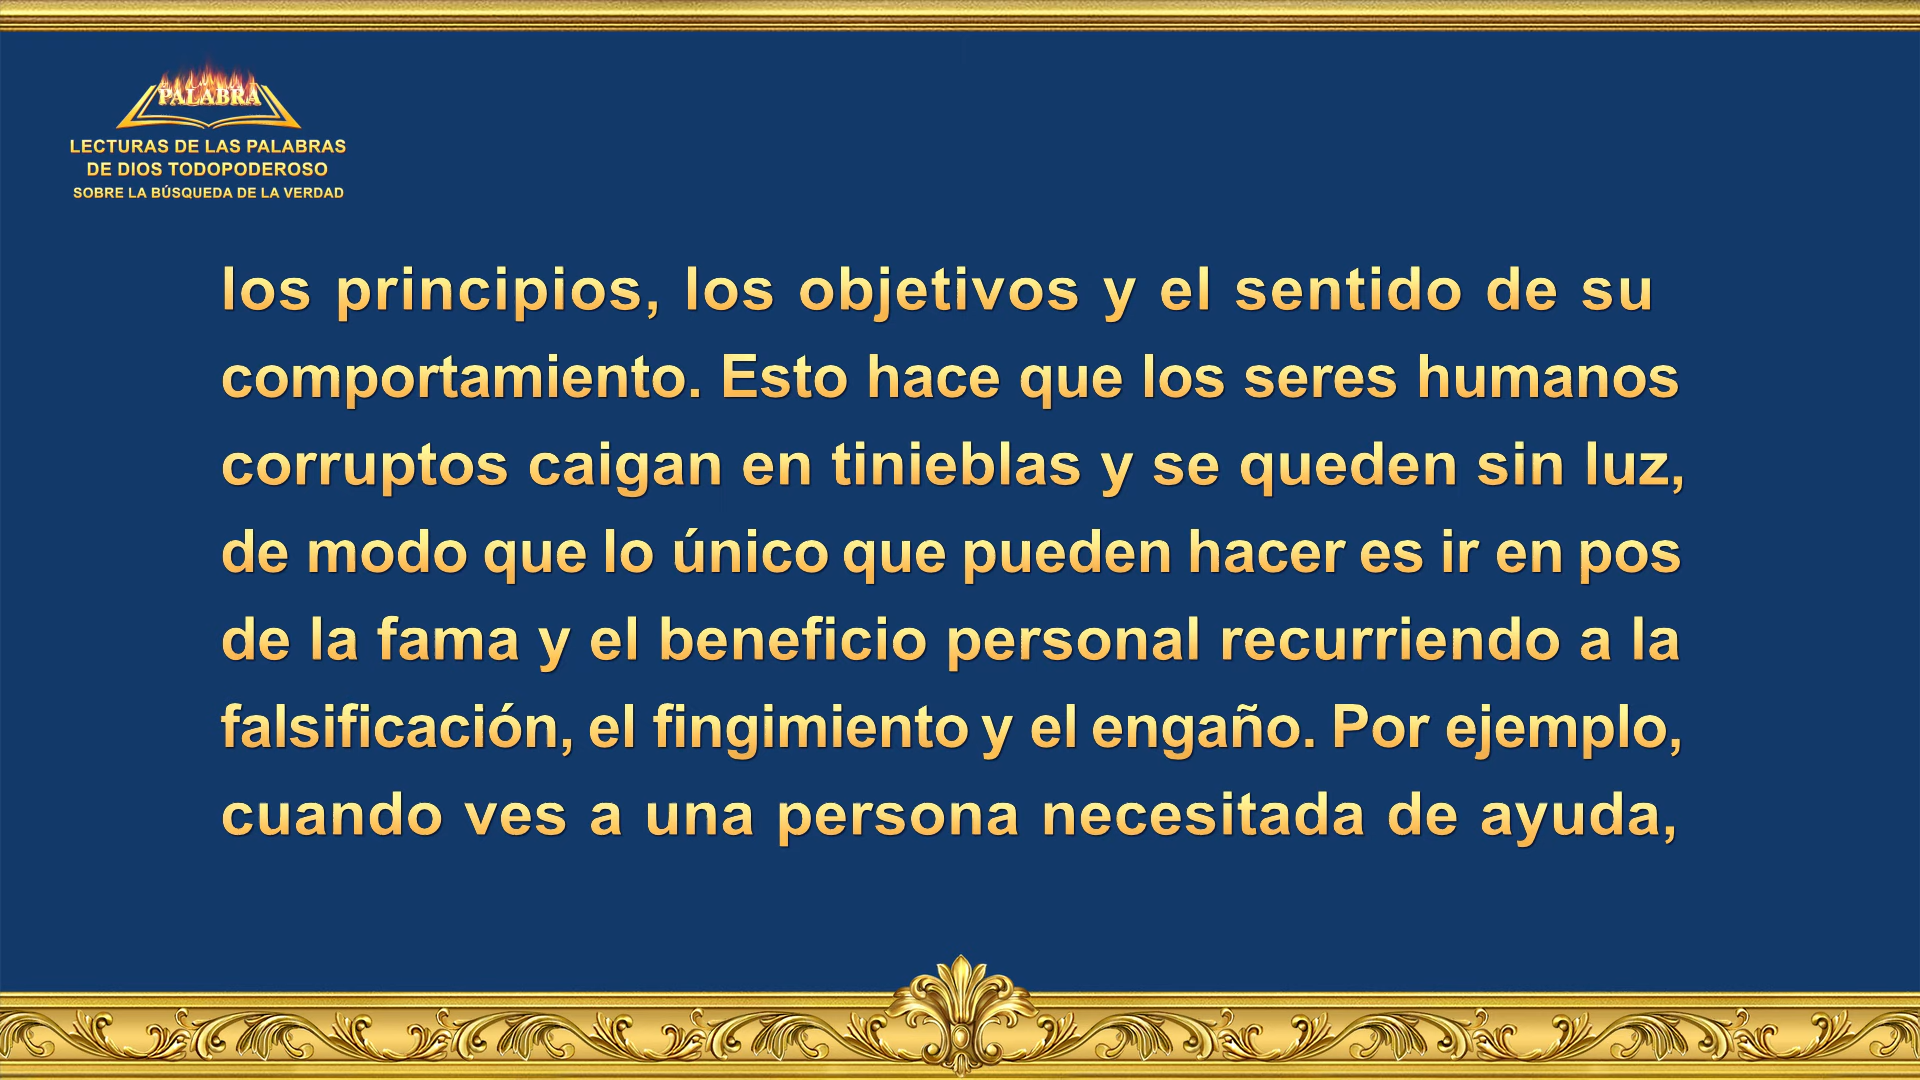 PALABRA
LECTURAS DE LAS PALABRAS
DE DIOS TODOPODEROSO
SOBRE LA BÚSQUEDA DE LA VERDAD
los principios, los objetivos y el sentido de su
comportamiento. Esto hace que los seres humanos
corruptos caigan en tinieblas y se queden sin luz,
de modo que lo único que pueden hacer es ir en pos
de la fama y el beneficio personal recurriendo a la
falsificación, el fingimiento y el engaño. Por ejemplo,
cuando ves a una persona necesitada de ayuda,